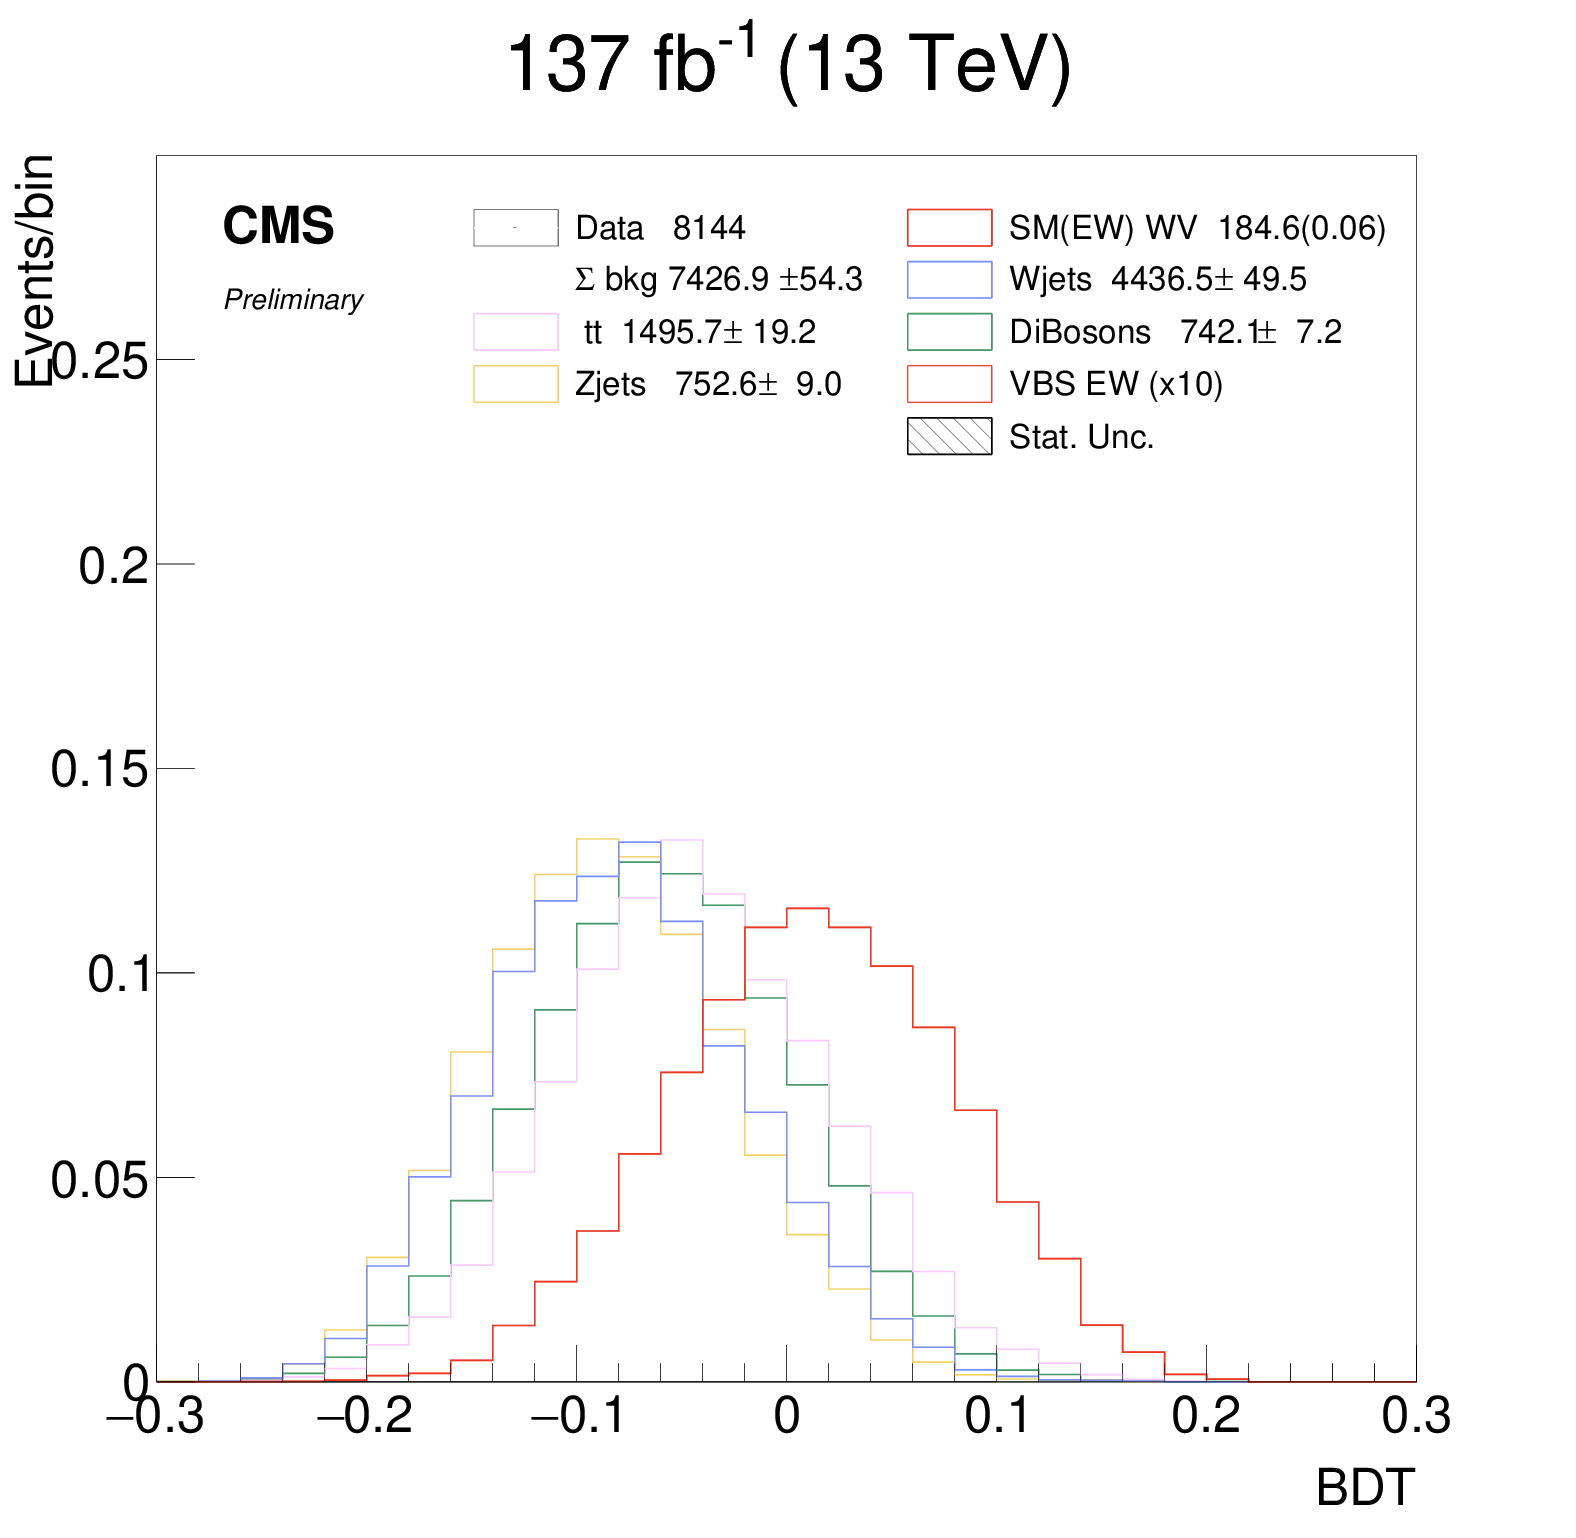 137 fb-1 (13 TeV)
Events/bin
CMS
Preliminary
Data 8144
Σ bkg 7426.9 ±54.3
tt 1495.7± 19.2
Zjets 752.6± 9.0
SM(EW) WV 184.6(0.06)
Wjets 4436.5± 49.5
DiBosons 742.1± 7.2
VBS EW (x10)
Stat. Unc.
0.25
0.2
0.15
0.1
0.05
0
−0.3 −0.2 −0.1 0 0.1 0.2 0.3
BDT